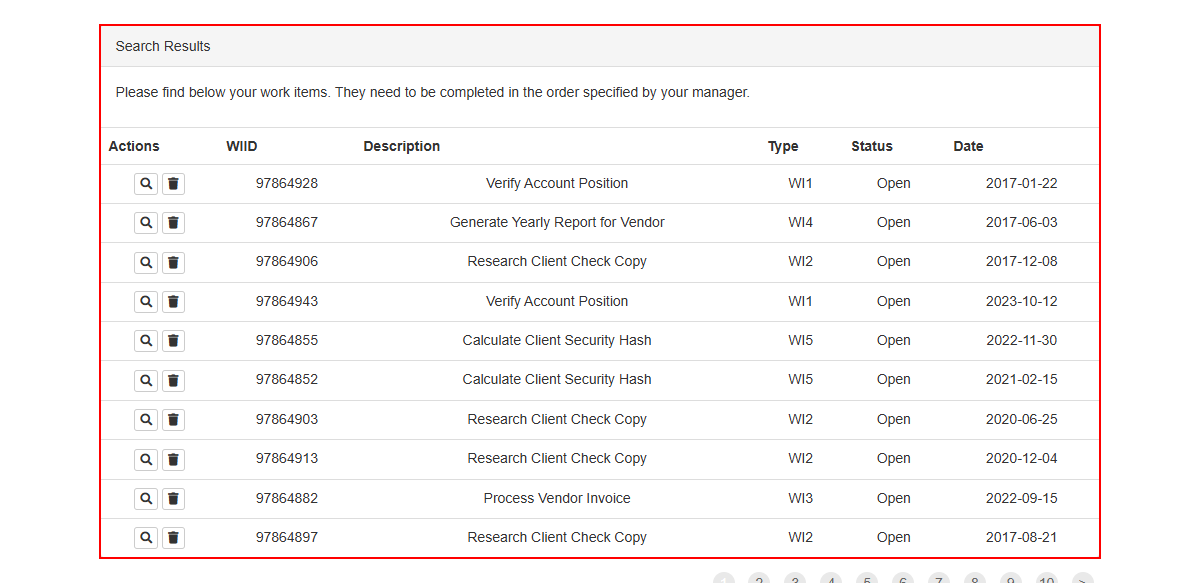 Search Results
Please find below your work items. They need to be completed in the order specified by your manager.
Actions WIID Description Type Status Date
97864928 Verify Account Position WI1 Open 2017-01-22
97864867 Generate Yearly Report for Vendor WI4 Open 2017-06-03
97864906 Research Client Check Copy WI2 Open 2017-12-08
97864943 Verify Account Position WI1 Open 2023-10-12
97864855 Calculate Client Security Hash WI5 Open 2022-11-30
97864852 Calculate Client Security Hash WI5 Open 2021-02-15
97864903 Research Client Check Copy WI2 Open 2020-06-25
97864913 Research Client Check Copy WI2 Open 2020-12-04
97864882 Process Vendor Invoice WI3 Open 2022-09-15
97864897 Research Client Check Copy WI2 Open 2017-08-21
1 2 3 4 5 6 7 8 9 10 >